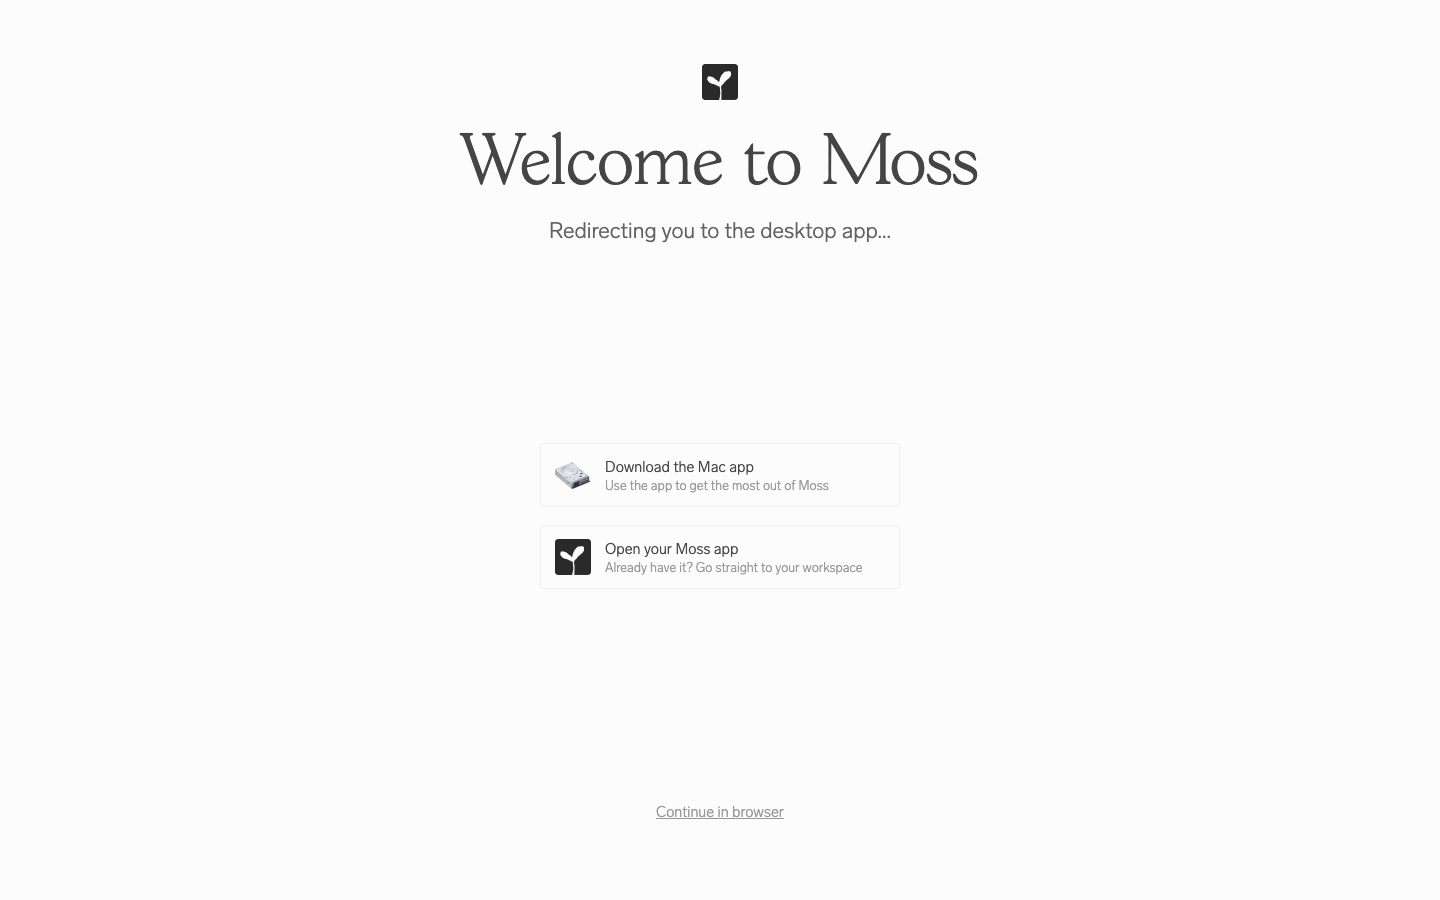 Welcome to Moss
Redirecting you to the desktop app...
Download the Mac app
Use the app to get the most out of Moss
Open your Moss app
Already have it? Go straight to your workspace
Continue in browser